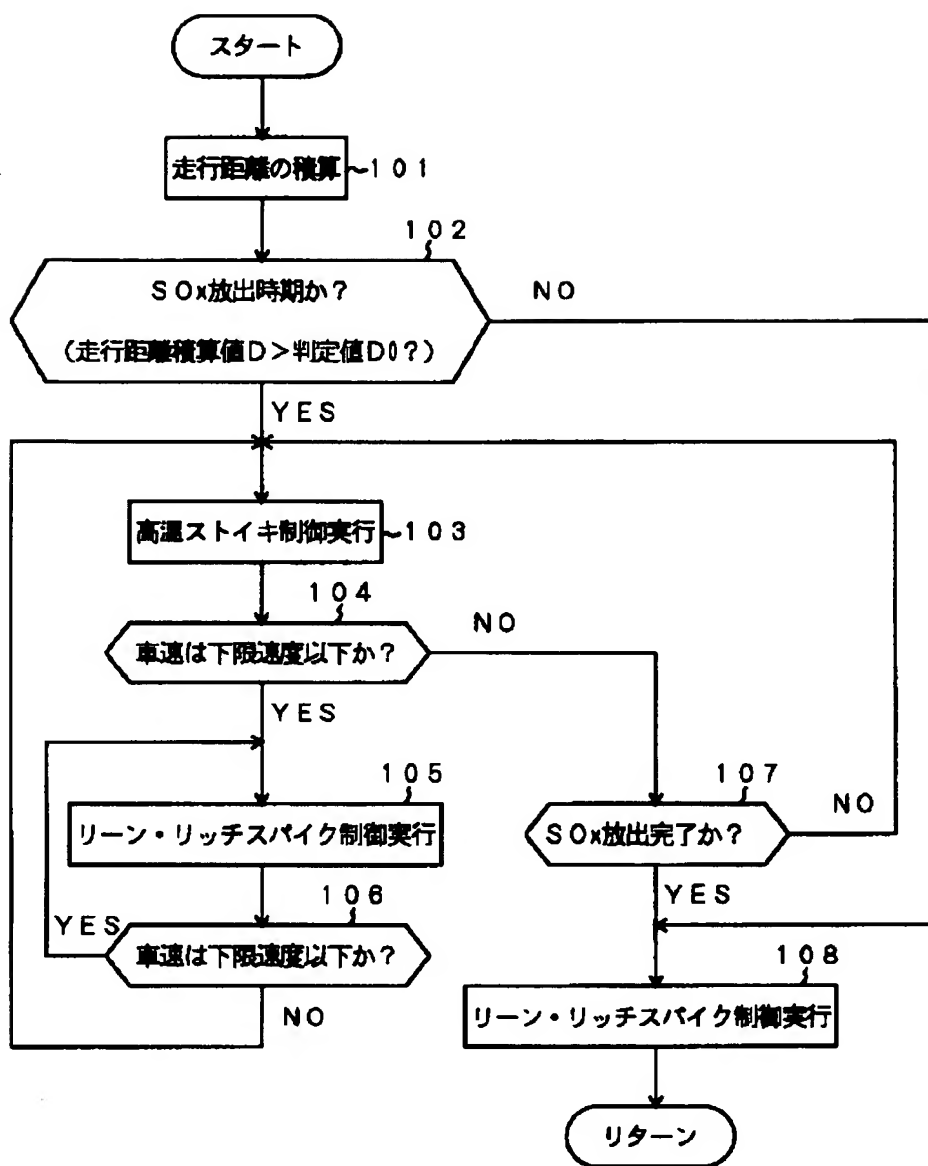 スタート
走行距離の積算~101
102
SOx放出時期か？
NO
(走行距離積算値D＞判定値D0？)
YES
高温ストイキ制御実行~103
104
NO
車速は下限速度以下か？
YES
105
107
リーン・リッチスパイク制御実行
SOx放出完了か？
NO
106
YES
YES
車速は下限速度以下か？
108
NO
リーン・リッチスパイク制御実行
リターン